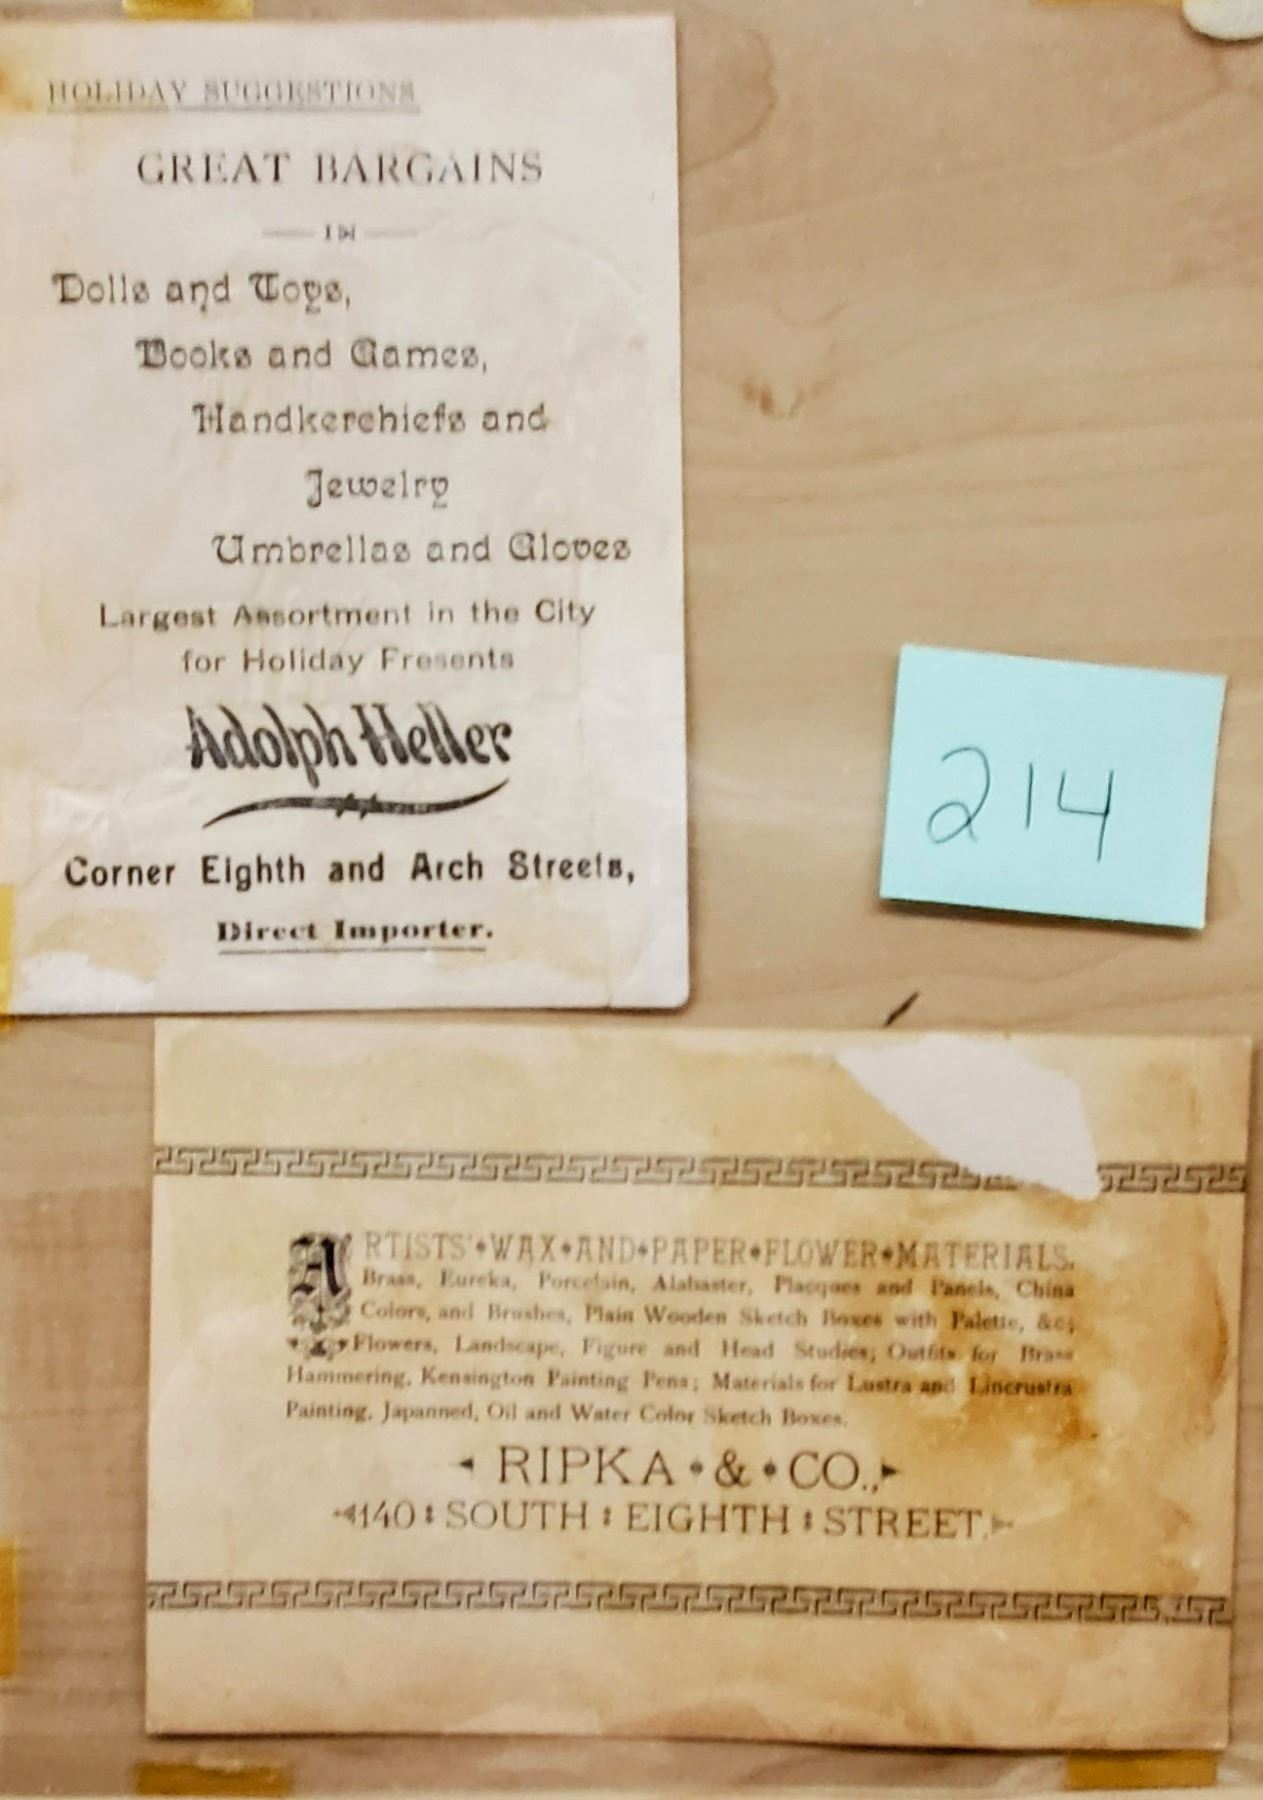 HOLIDAY SUGGESTIONS
GREAT BARGAINS
IN
Dolls and Toys,
Books and Games,
Handkerchiefs and
Jewelry
Umbrellas and Gloves
Largest Assortment in the City
for Holiday Presents
Adolph Heller
Corner Eighth and Arch Streets,
Direct Importer.
214
ARTISTS' WAX AND PAPER FLOWER MATERIALS.
Brass, Eureka, Porcelain, Alabaster, Placques and Panels, China
Colors, and Brushes, Plain Wooden Sketch Boxes with Palette, &c;
Flowers, Landscape, Figure and Head Studies; Outfits for Brass
Hammering, Kensington Painting Pens; Materials for Lustra and Lincrustra
Painting, Japanned, Oil and Water Color Sketch Boxes.
RIPKA & CO.,
140 SOUTH EIGHTH STREET.